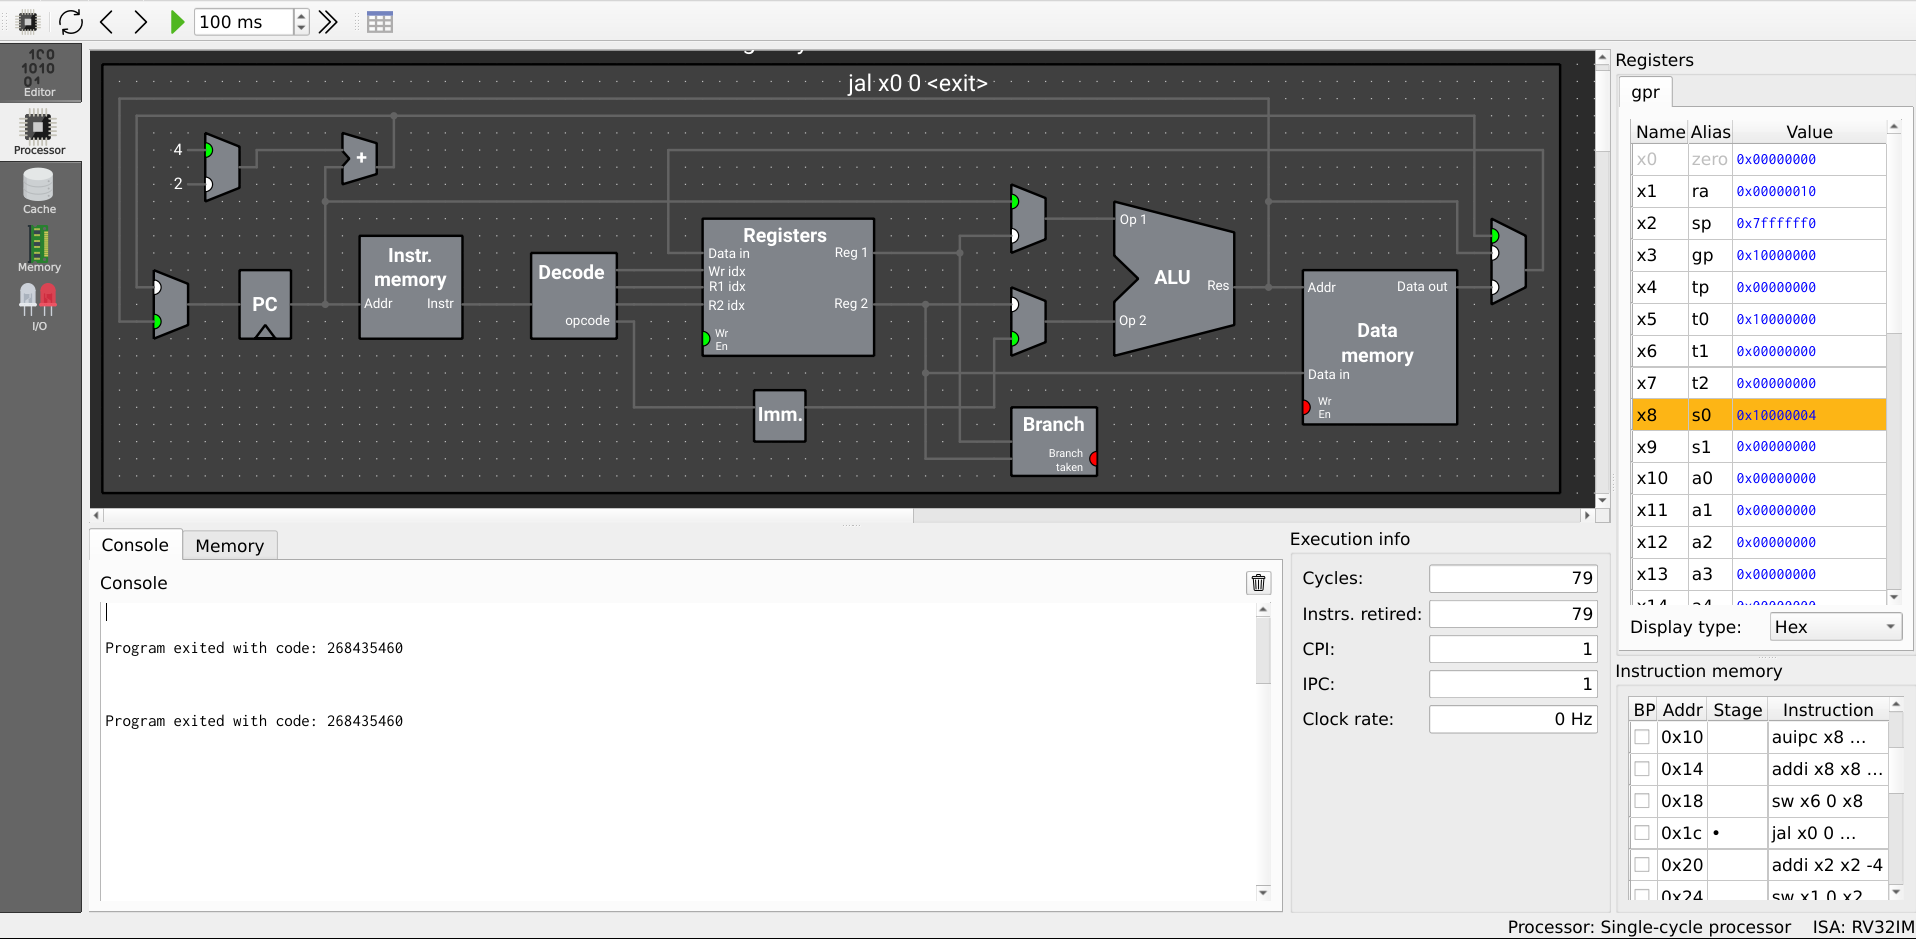 100 ms
100
1010
01
Editor
Processor
Cache
Memory
I/O
jal x0 0 <exit>
4
2
+
PC
Instr.
memory
Addr
Instr
Decode
opcode
Registers
Data in
Wr idx
R1 idx
R2 idx
Wr
En
Reg 1
Reg 2
Imm.
Op 1
Op 2
ALU
Res
Branch
Branch
taken
Addr
Data out
Data
memory
Data in
Wr
En
Console
Memory
Console
Program exited with code: 268435460
Program exited with code: 268435460
Execution info
Cycles: 79
Instrs. retired: 79
CPI: 1
IPC: 1
Clock rate: 0 Hz
Registers
gpr
Name Alias Value
x0 zero 0x00000000
x1 ra 0x00000010
x2 sp 0x7ffffff0
x3 gp 0x10000000
x4 tp 0x00000000
x5 t0 0x10000000
x6 t1 0x00000000
x7 t2 0x00000000
x8 s0 0x10000004
x9 s1 0x00000000
x10 a0 0x00000000
x11 a1 0x00000000
x12 a2 0x00000000
x13 a3 0x00000000
x14 a4 0x00000000
Display type: Hex
Instruction memory
BP Addr Stage Instruction
0x10 auipc x8 ...
0x14 addi x8 x8 ...
0x18 sw x6 0 x8
0x1c • jal x0 0 ...
0x20 addi x2 x2 -4
0x24 sw x1 0 x2
Processor: Single-cycle processor ISA: RV32IM